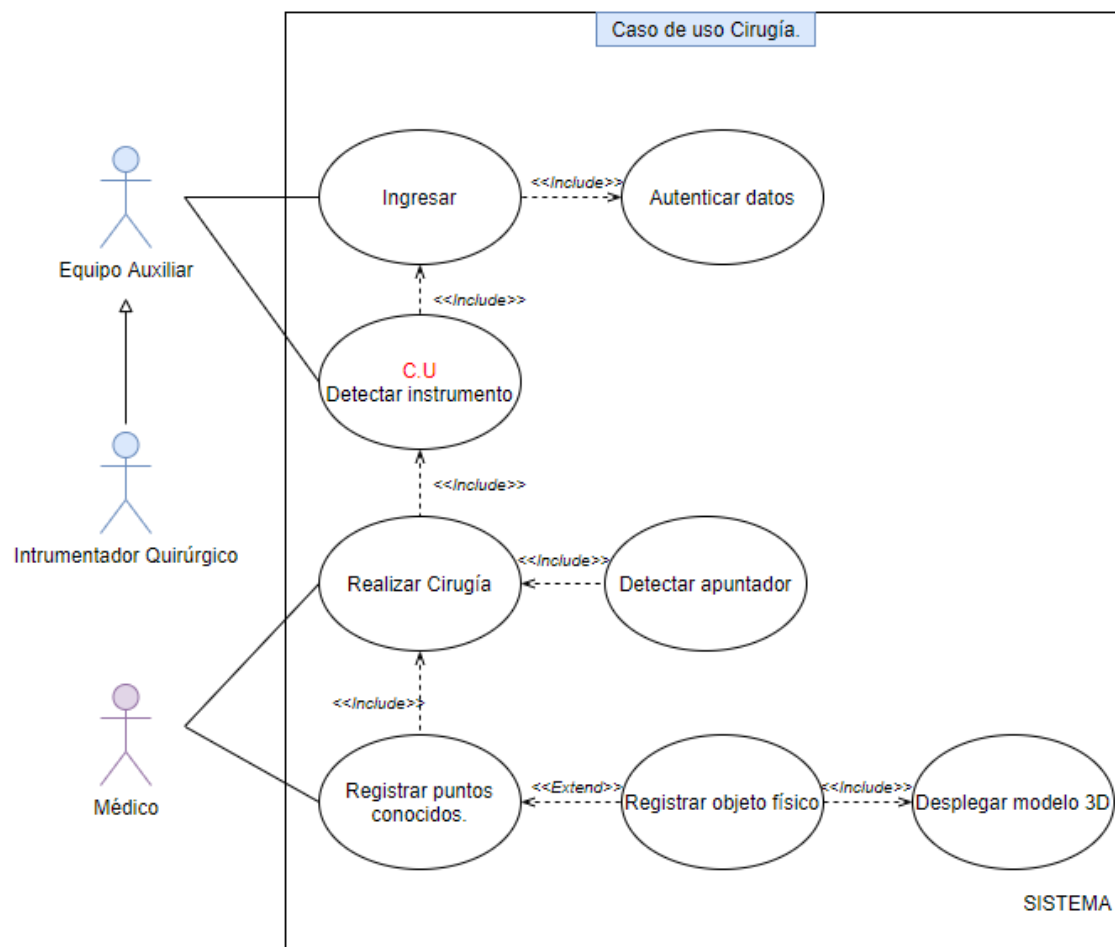 Caso de uso Cirugía.
Ingresar
<<Include>>
Autenticar datos
Equipo Auxiliar
<<Include>>
C.U
Detectar instrumento
<<Include>>
Intrumentador Quirúrgico
Realizar Cirugía
<<Include>>
Detectar apuntador
<<Include>>
Médico
Registrar puntos
conocidos.
<<Extend>>
Registrar objeto físico
<<Include>>
Desplegar modelo 3D
SISTEMA